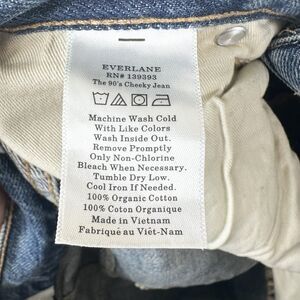 EVERLANE
RN# 139393
The 90's Cheeky Jean
Machine Wash Cold
With Like Colors
Wash Inside Out.
Remove Promptly
Only Non-Chlorine
Bleach When Necessary.
Tumble Dry Low.
Cool Iron If Needed.
100% Organic Cotton
100% Coton Organique
Made in Vietnam
Fabriqué au Viêt-Nam